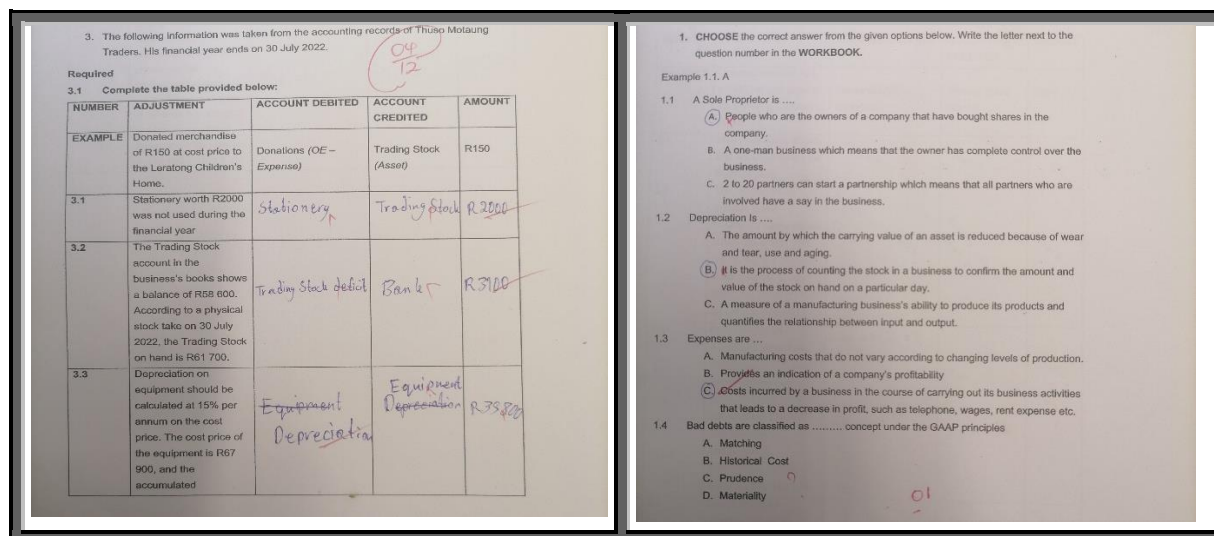 3. The following information was taken from the accounting records of Thuso Motaung
Traders. His financial year ends on 30 July 2022.
04
12
Required
3.1 Complete the table provided below:
NUMBER ADJUSTMENT ACCOUNT DEBITED ACCOUNT CREDITED AMOUNT
EXAMPLE Donated merchandise
of R150 at cost price to
the Leratong Children's
Home.
Donations (OE –
Expense)
Trading Stock
(Asset)
R150
3.1 Stationery worth R2000
was not used during the
financial year
Stationery Trading Stock R2000
3.2 The Trading Stock
account in the
business's books shows
a balance of R58 600.
According to a physical
stock take on 30 July
2022, the Trading Stock
on hand is R61 700.
Trading Stock deficit Bank R3100
3.3 Depreciation on
equipment should be
calculated at 15% per
annum on the cost
price. The cost price of
the equipment is R67
900, and the
accumulated
Equipment
Depreciation
Equipment
Depreciation
1. CHOOSE the correct answer from the given options below. Write the letter next to the
question number in the WORKBOOK.
Example 1.1. A
1.1 A Sole Proprietor is ....
A. People who are the owners of a company that have bought shares in the
company.
B. A one-man business which means that the owner has complete control over the
business.
C. 2 to 20 partners can start a partnership which means that all partners who are
involved have a say in the business.
1.2 Depreciation Is ....
A. The amount by which the carrying value of an asset is reduced because of wear
and tear, use and aging.
B. It is the process of counting the stock in a business to confirm the amount and
value of the stock on hand on a particular day.
C. A measure of a manufacturing business's ability to produce its products and
quantifies the relationship between input and output.
1.3 Expenses are ...
A. Manufacturing costs that do not vary according to changing levels of production.
B. Provides an indication of a company's profitability
C. Costs incurred by a business in the course of carrying out its business activities
that leads to a decrease in profit, such as telephone, wages, rent expense etc.
1.4 Bad debts are classified as ......... concept under the GAAP principles
A. Matching
B. Historical Cost
C. Prudence
D. Materiality
01